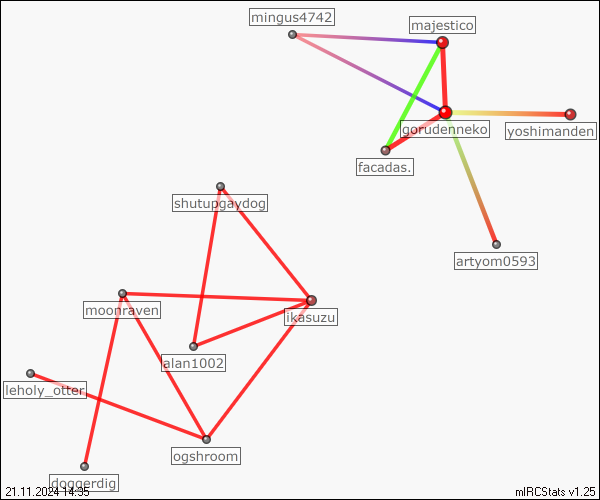 mingus4742
majestico
gorudenneko
yoshimanden
facadas.
shutupgaydog
artyom0593
moonraven
ikasuzu
alan1002
leholy_otter
ogshroom
doggerdig
21.11.2024 14:35
mIRCStats v1.25